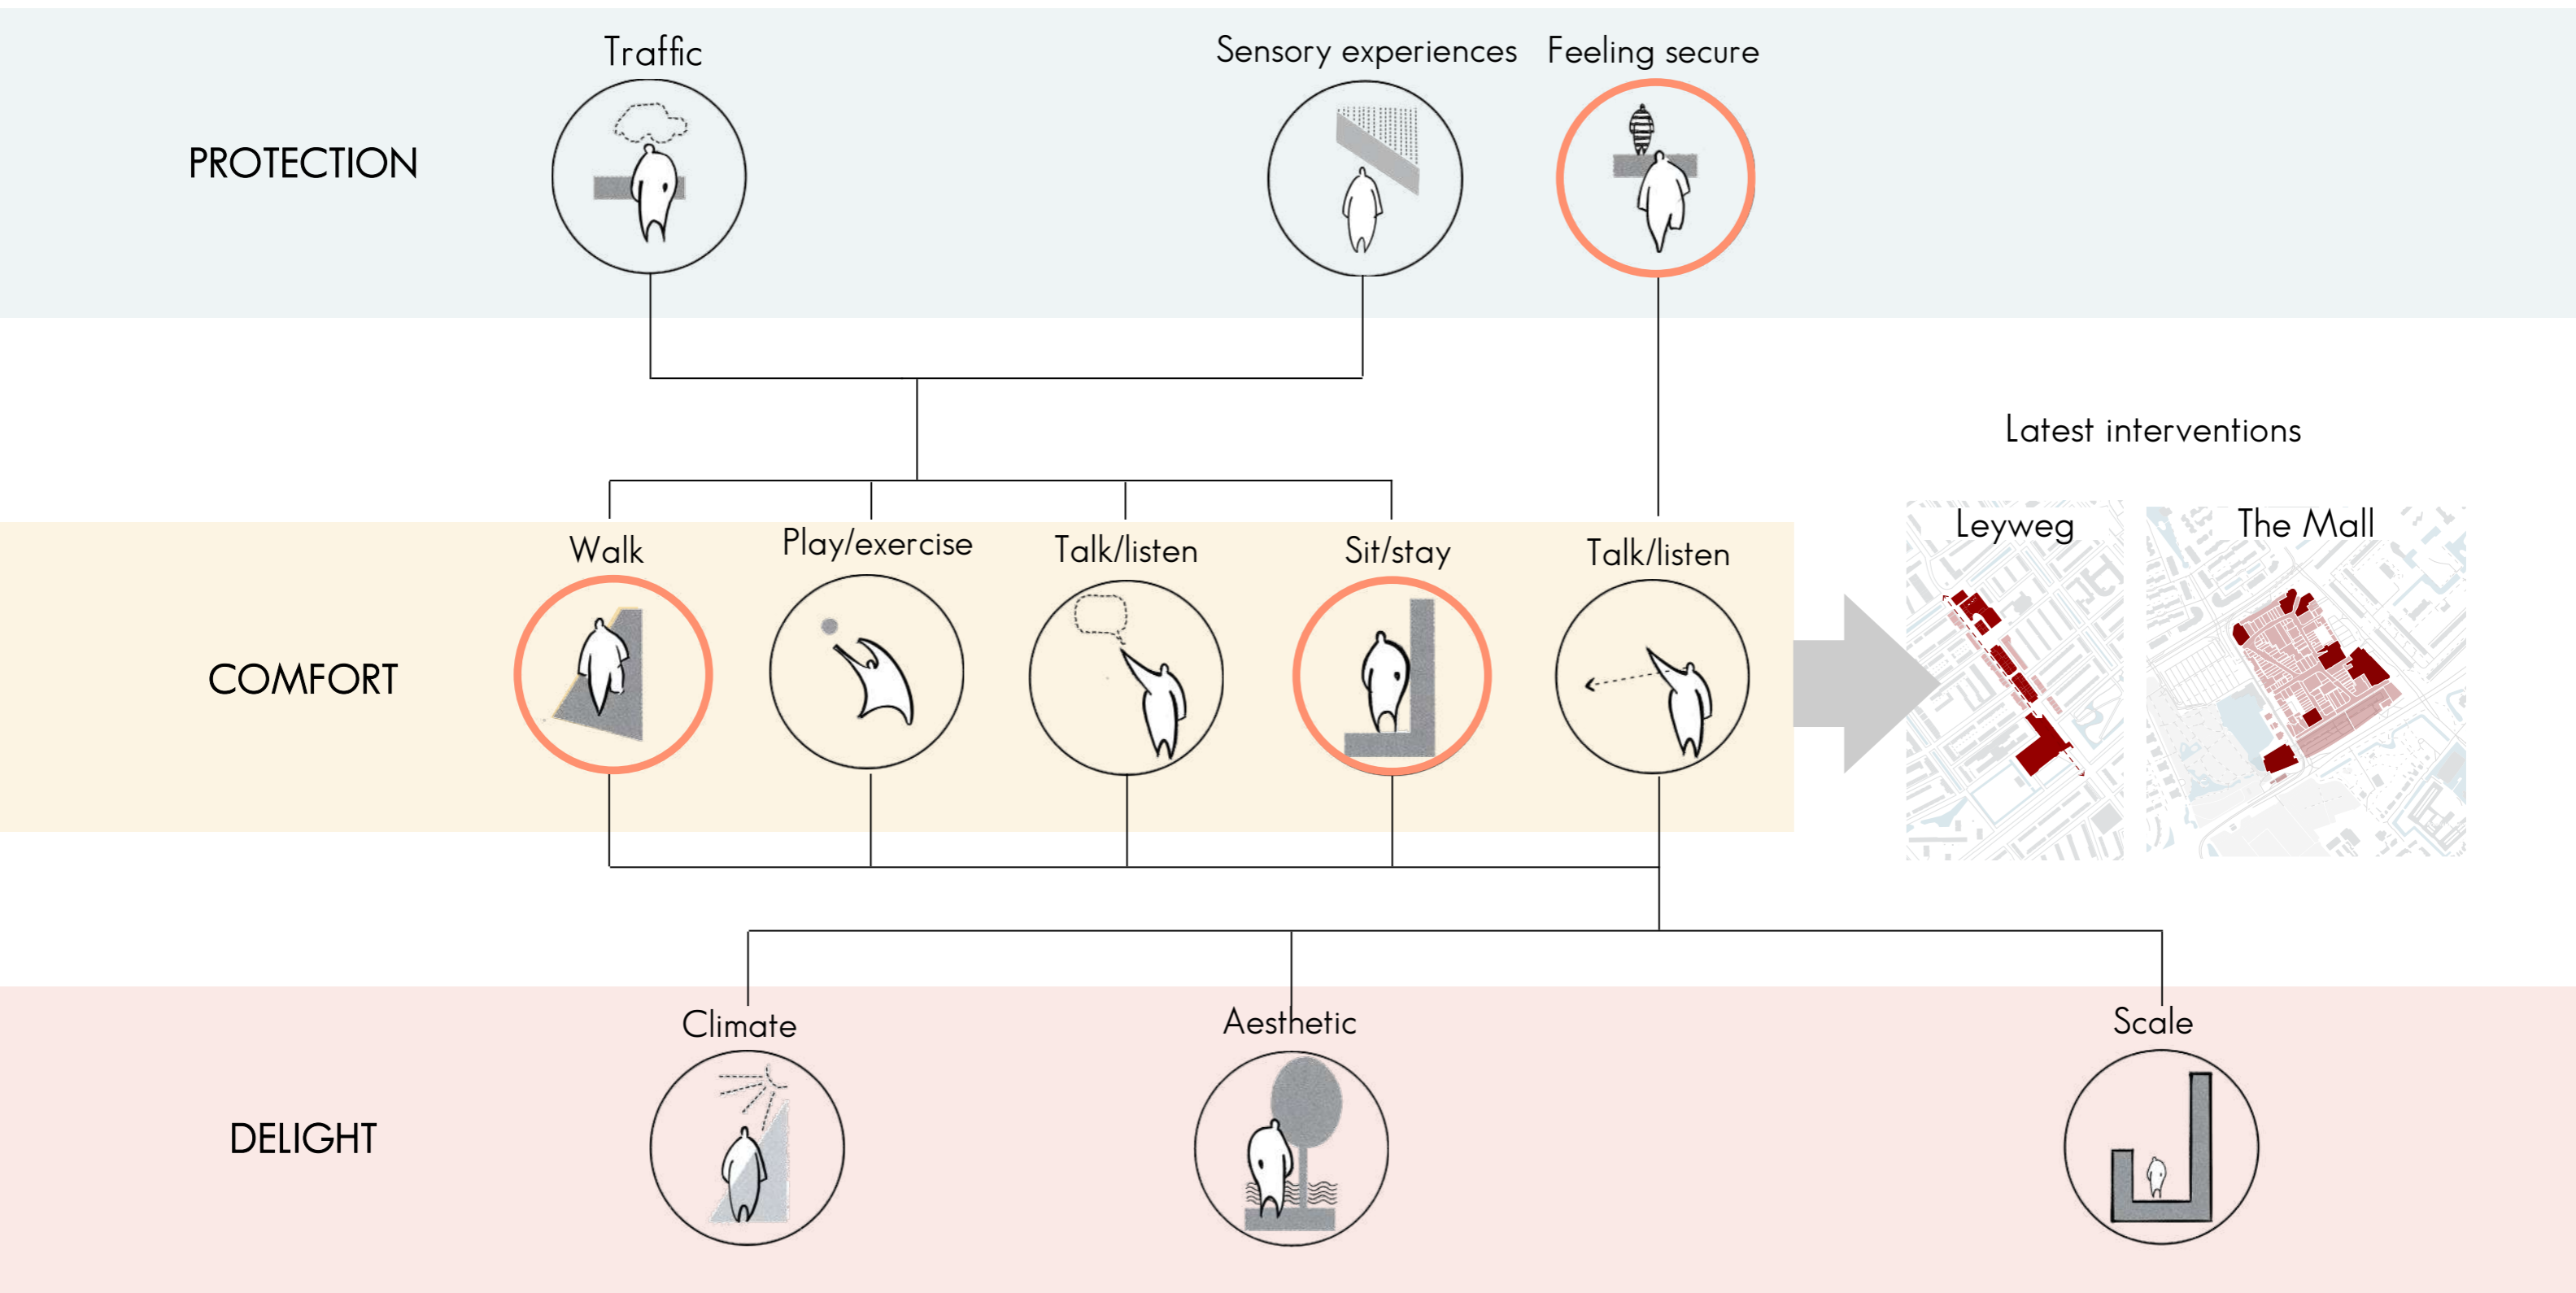 Traffic
Sensory experiences
Feeling secure
PROTECTION
Latest interventions
Leyweg
The Mall
Walk
Play/exercise
Talk/listen
Sit/stay
Talk/listen
COMFORT
Climate
Aesthetic
Scale
DELIGHT